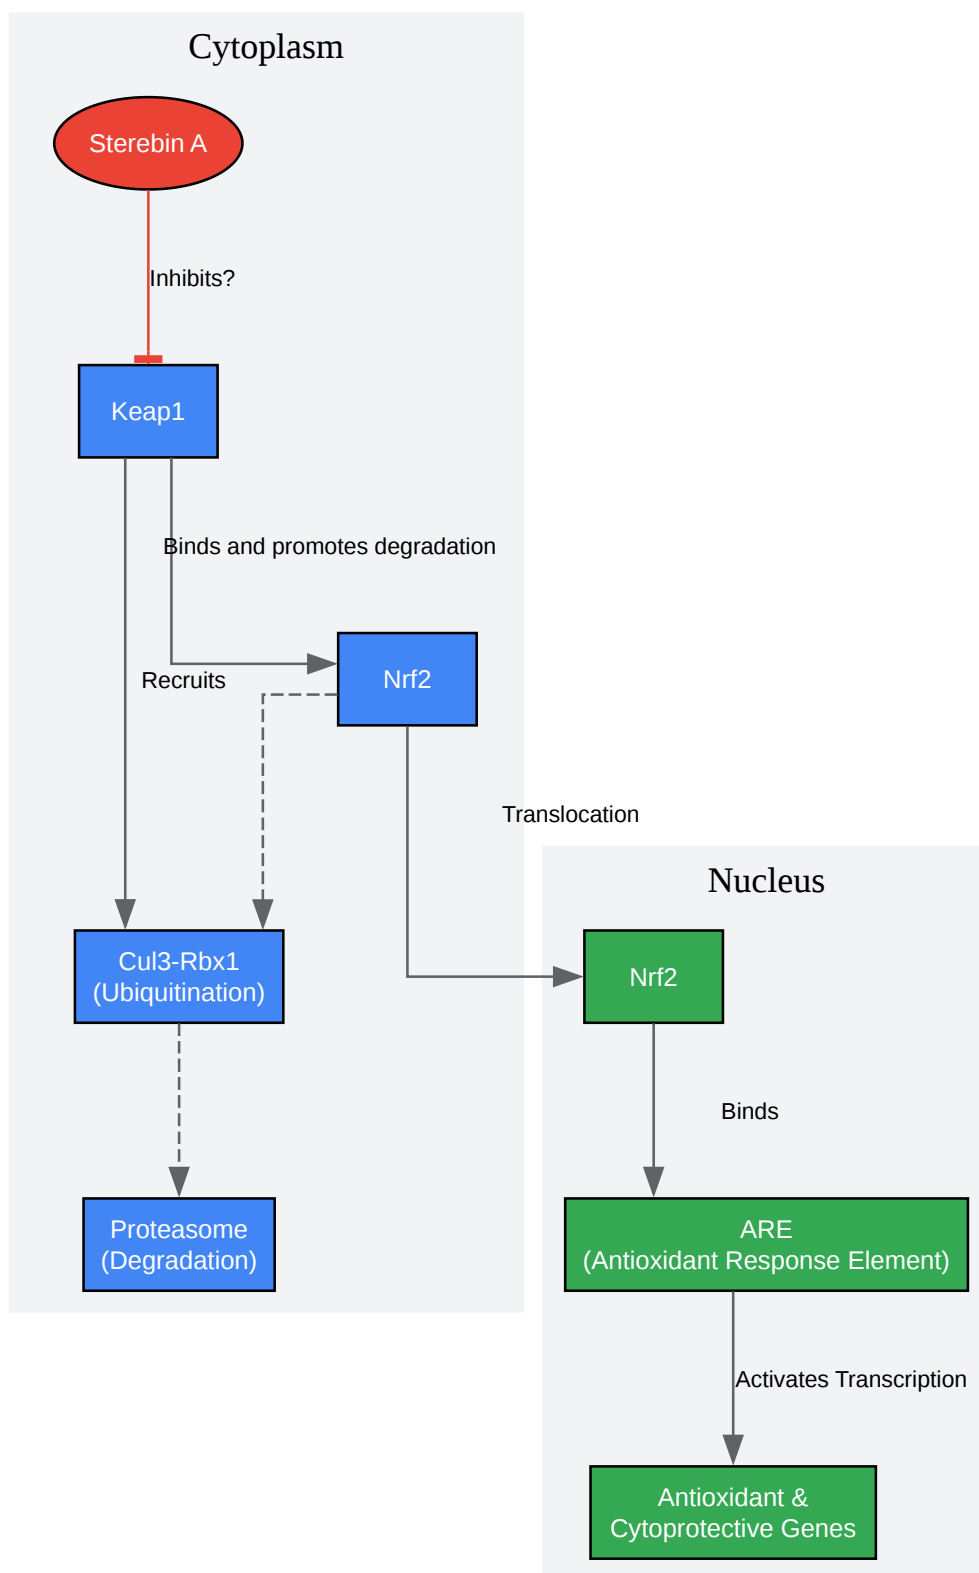 Cytoplasm
Sterebin A
Inhibits?
Keap1
Binds and promotes degradation
Nrf2
Recruits
Translocation
Nucleus
Cul3-Rbx1
(Ubiquitination)
Nrf2
Binds
Proteasome
(Degradation)
ARE
(Antioxidant Response Element)
Activates Transcription
Antioxidant &
Cytoprotective Genes